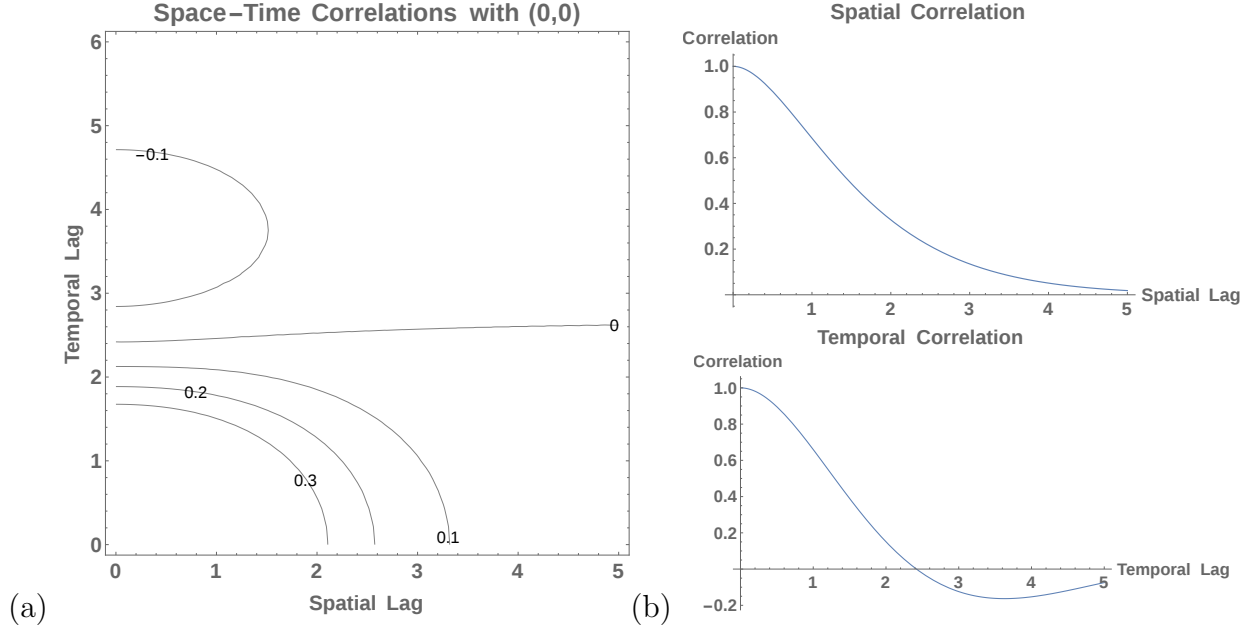 Space−Time Correlations with (0,0)
6
5
4
3
2
1
0
Temporal Lag
−0.1
0
0.2
0.3
0.1
0 1 2 3 4 5
Spatial Lag
(a)
Spatial Correlation
Correlation
1.0
0.8
0.6
0.4
0.2
1 2 3 4 5
Spatial Lag
Temporal Correlation
Correlation
1.0
0.8
0.6
0.4
0.2
−0.2
1 2 3 4 5
Temporal Lag
(b)